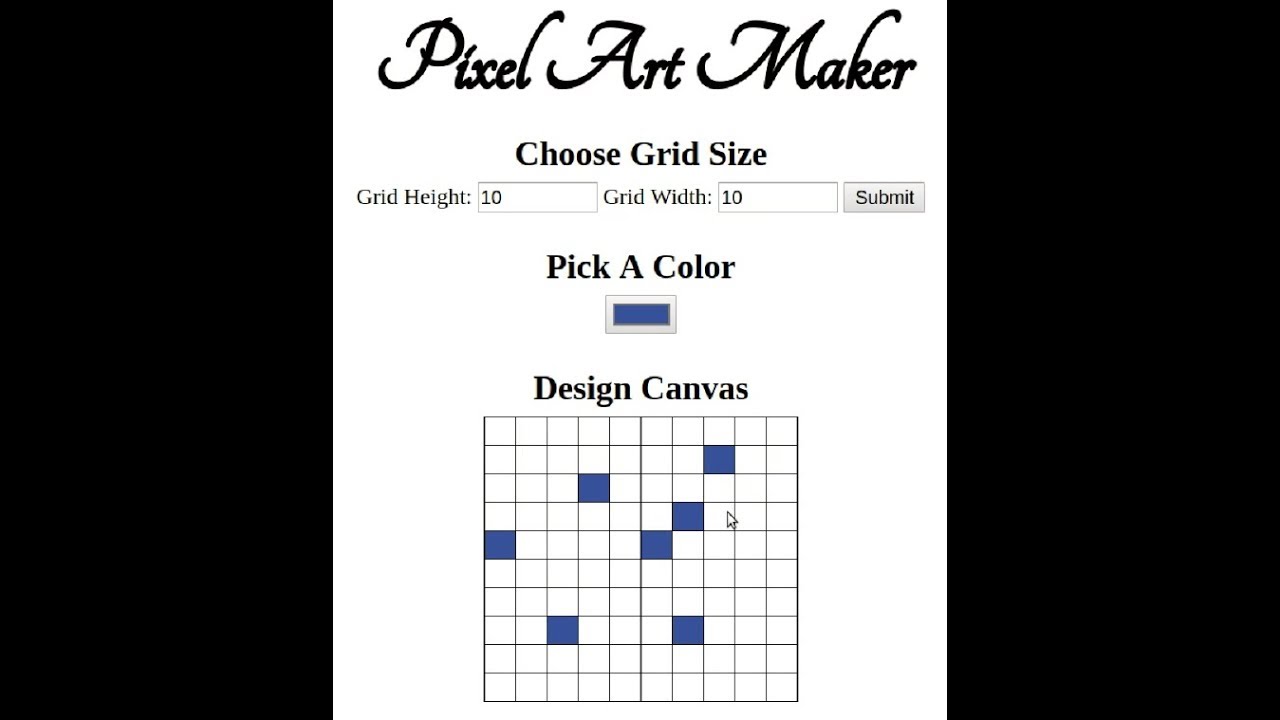 Pixel Art Maker
Choose Grid Size
Grid Height: 10 Grid Width: 10 Submit
Pick A Color
Design Canvas